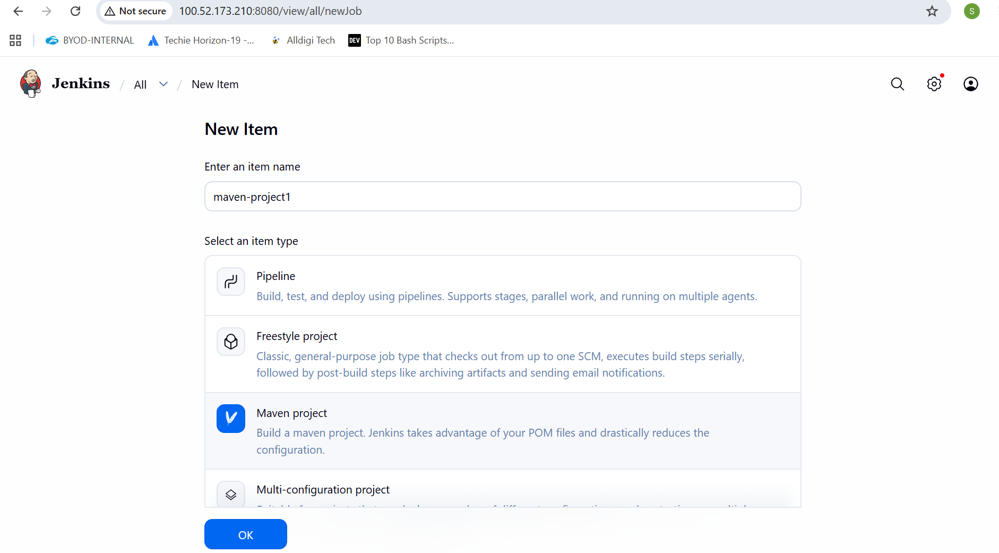 Not secure 100.52.173.210:8080/view/all/newJob S
BYOD-INTERNAL Techie Horizon-19 -... Alldigi Tech DEV Top 10 Bash Scripts...
Jenkins / All / New Item
New Item
Enter an item name
maven-project1
Select an item type
Pipeline
Build, test, and deploy using pipelines. Supports stages, parallel work, and running on multiple agents.
Freestyle project
Classic, general-purpose job type that checks out from up to one SCM, executes build steps serially,
followed by post-build steps like archiving artifacts and sending email notifications.
Maven project
Build a maven project. Jenkins takes advantage of your POM files and drastically reduces the
configuration.
Multi-configuration project
OK